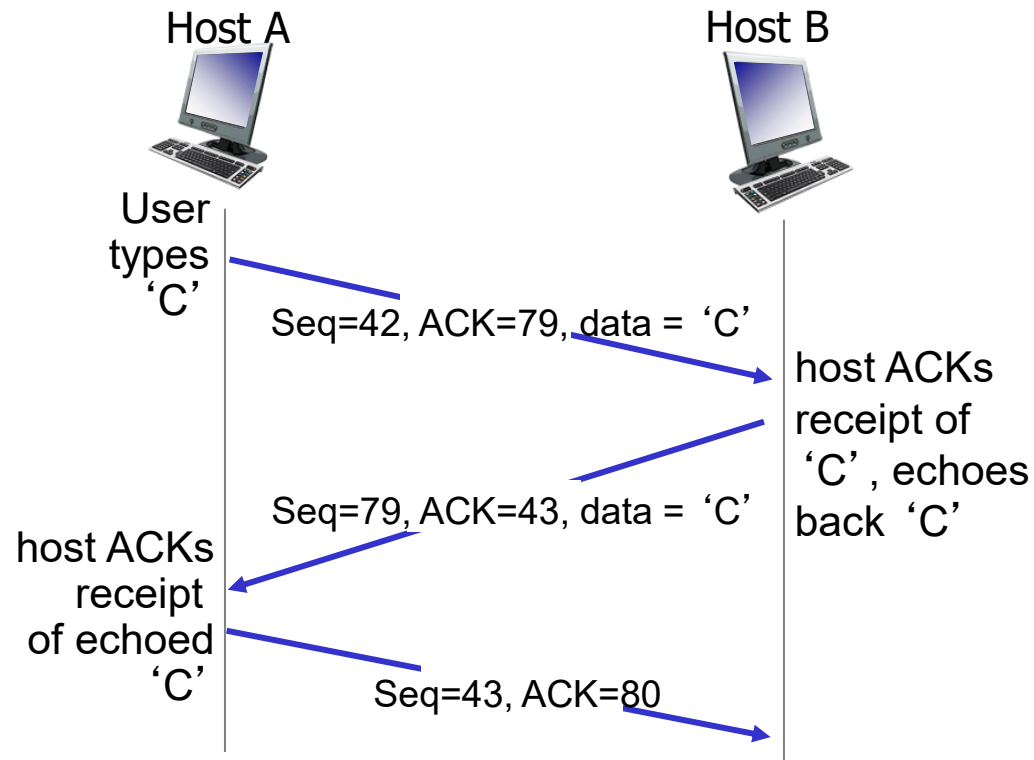 Host A
Host B
User
types
‘C’
Seq=42, ACK=79, data = ‘C’
host ACKs
receipt of
‘C’, echoes
back ‘C’
Seq=79, ACK=43, data = ‘C’
host ACKs
receipt
of echoed
‘C’
Seq=43, ACK=80